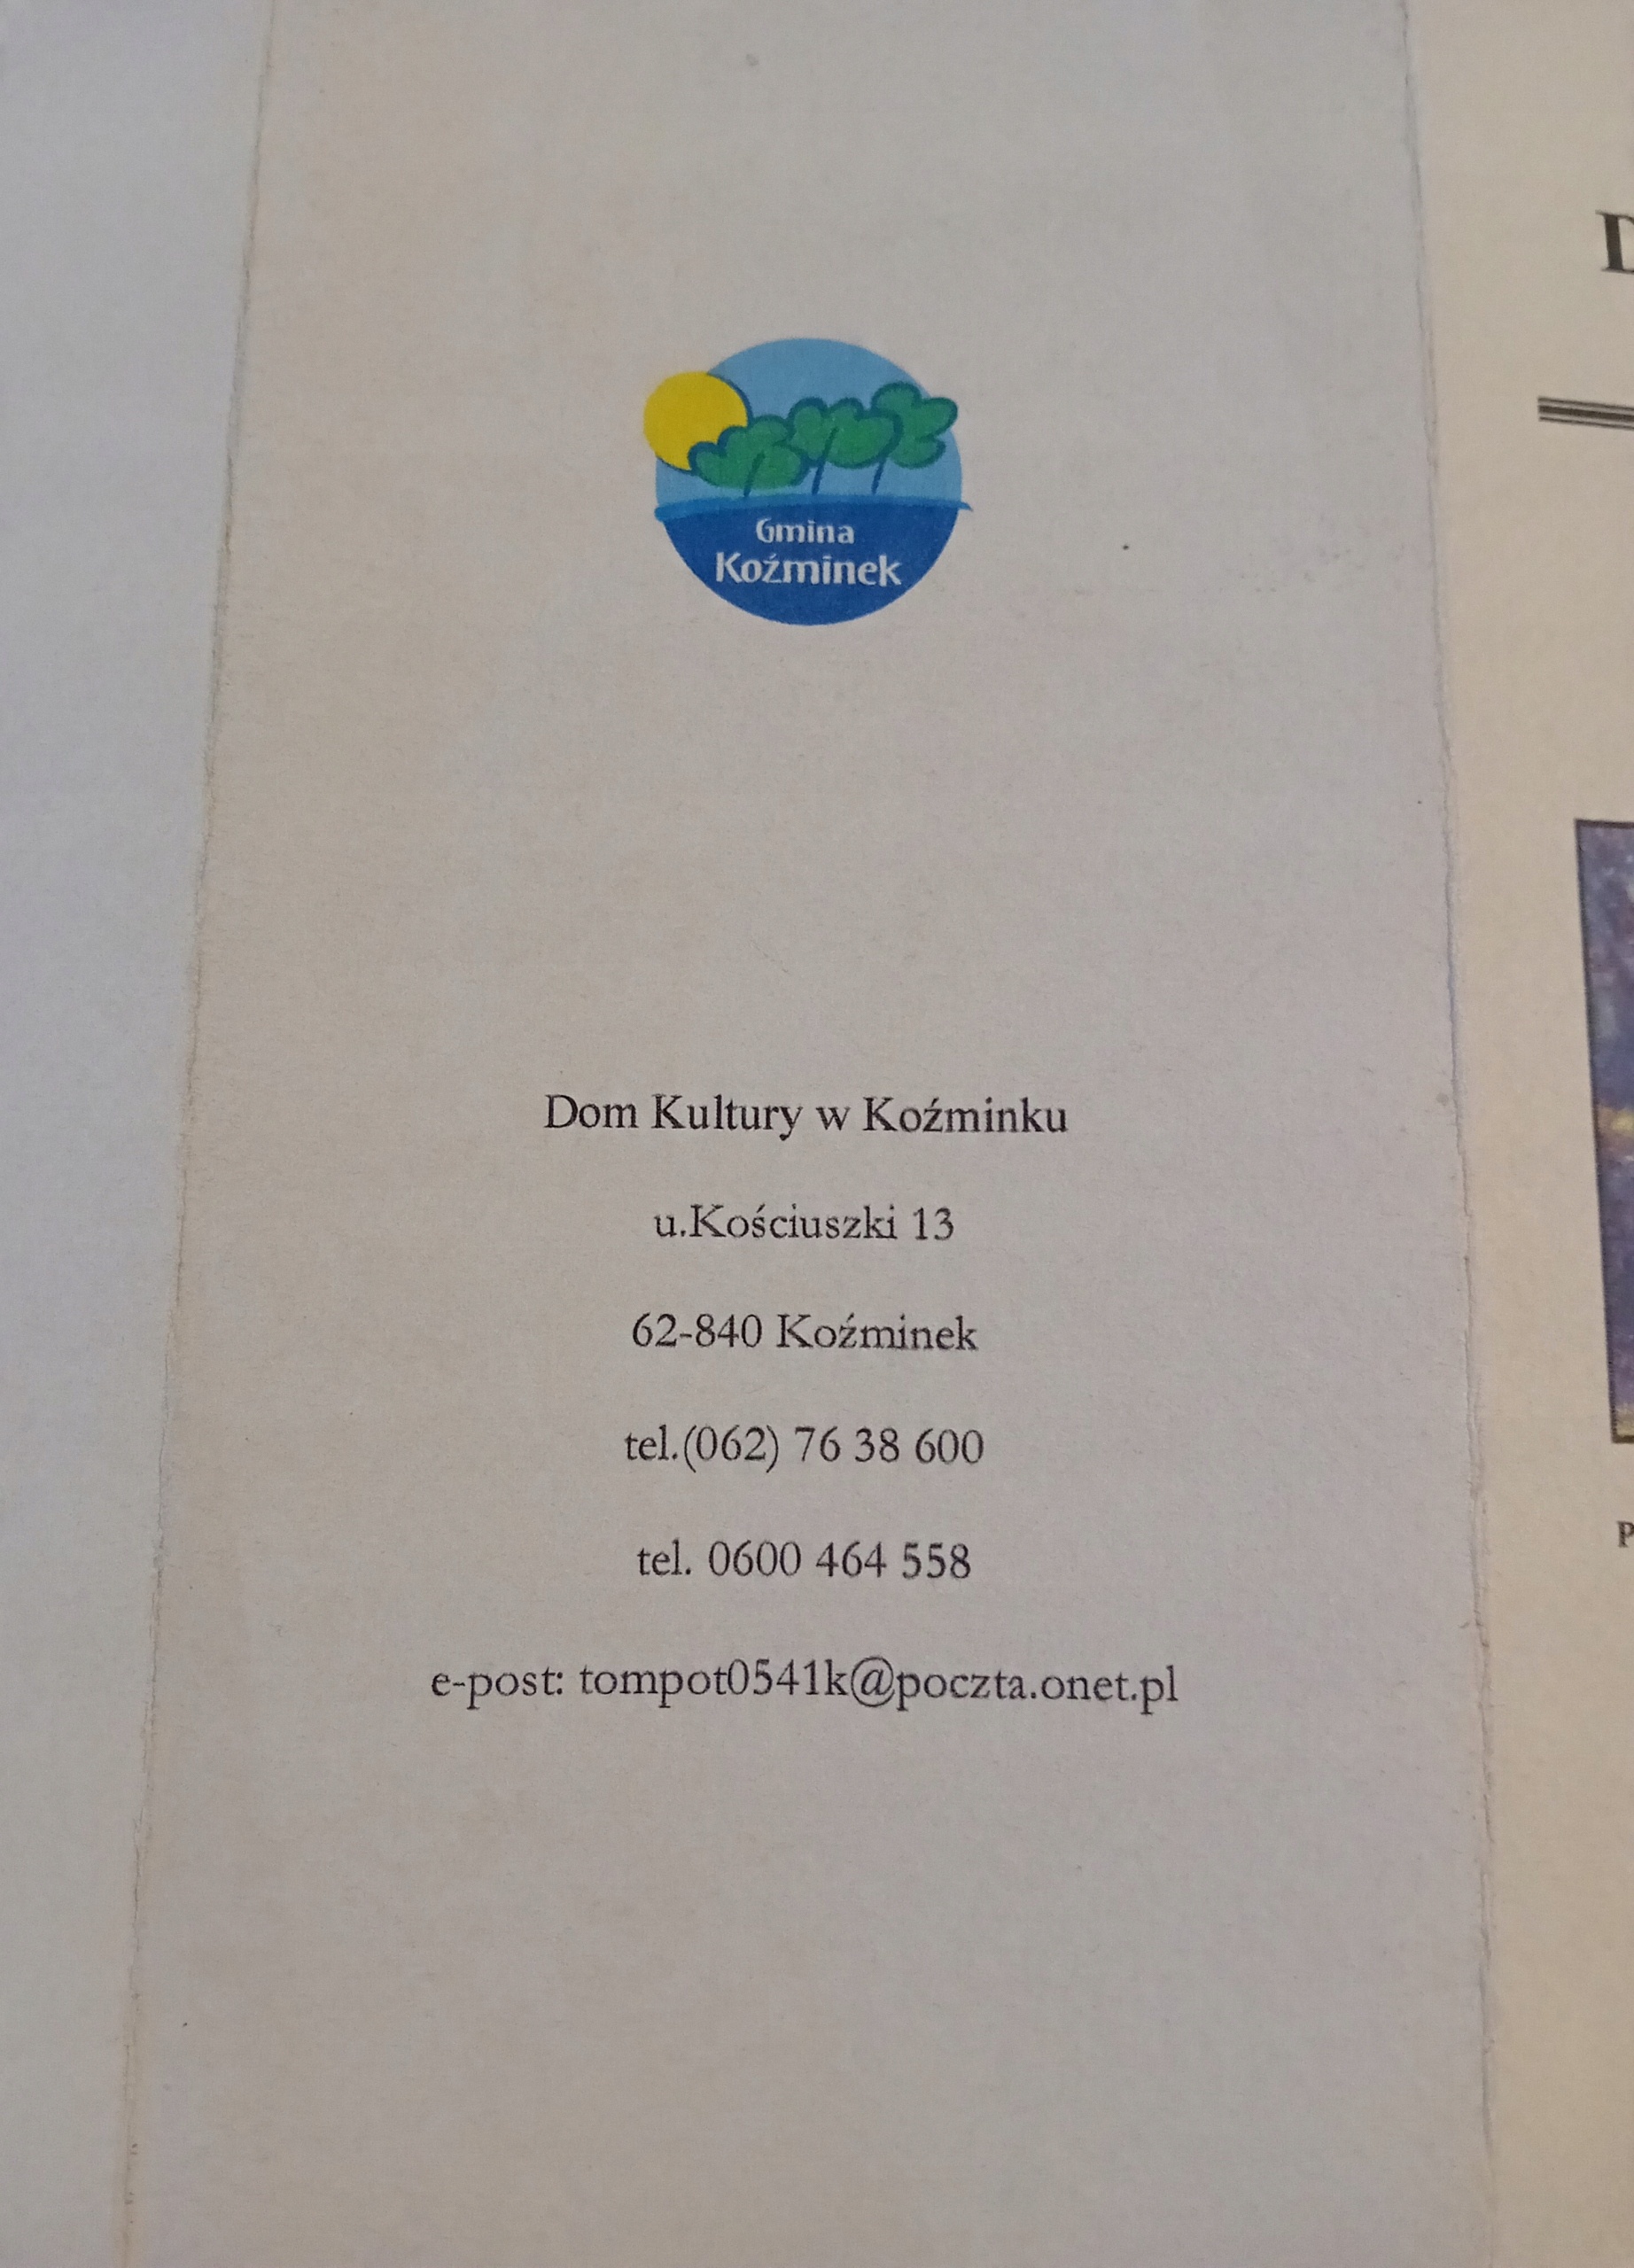 Gmina
Koźminek
Dom Kultury w Koźminku
u.Kościuszki 13
62-840 Koźminek
tel.(062) 76 38 600
tel. 0600 464 558
e-post: tompot0541k@poczta.onet.pl